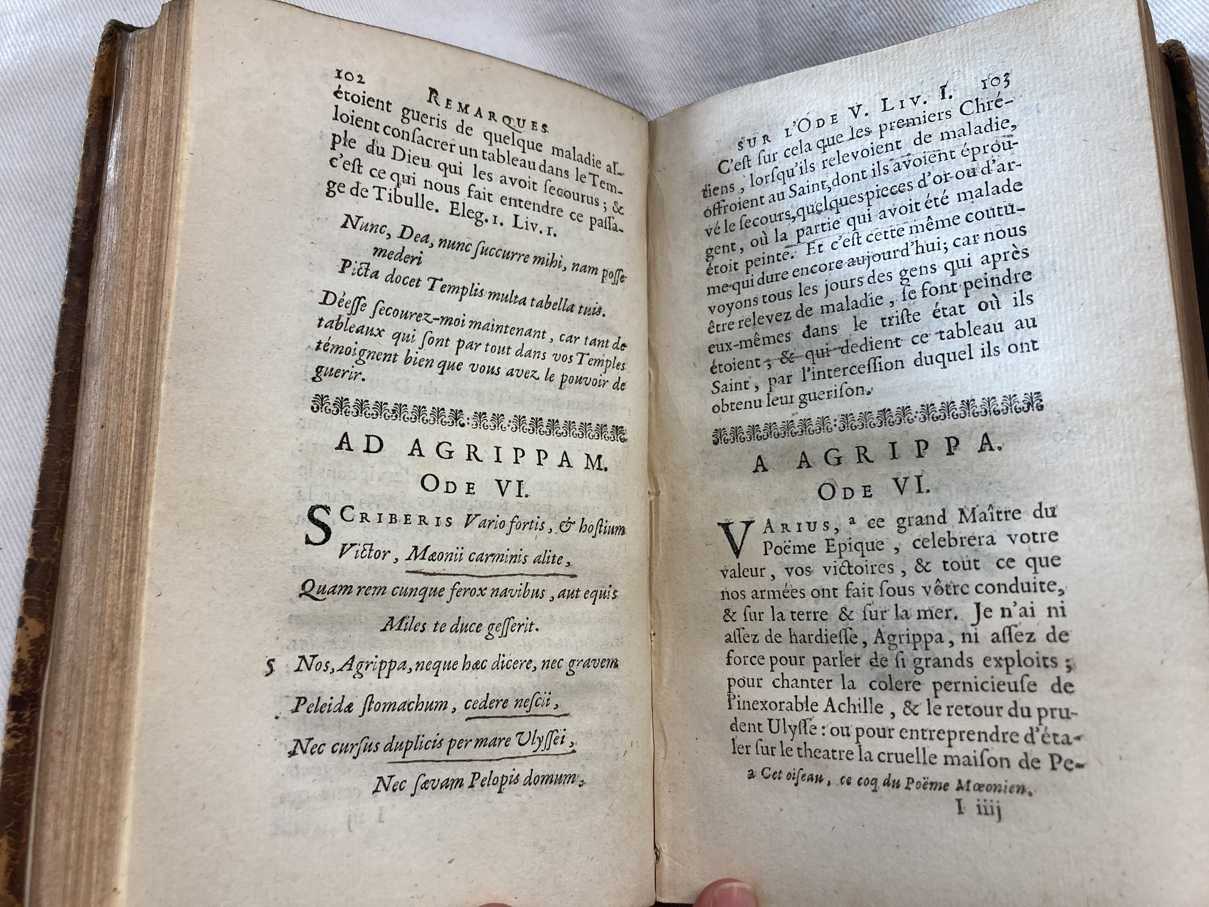 102
REMARQUES
étoient gueris de quelque maladie al-
loient consacrer un tableau dans le Tem-
ple du Dieu qui les avoit secourus ; &
c'est ce qui nous fait entendre ce passa-
ge de Tibulle. Eleg. 1. Liv. 1.
Nunc, Dea, nunc succurre mihi, nam posse
mederi
Picta docet Templis multa tabella tuis.
Déesse secourez-moi maintenant, car tant de
tableaux qui sont par tout dans vos Temples
témoignent bien que vous avez le pouvoir de
guerir.
AD AGRIPPAM.
ODE VI.
SCRIBERIS Vario fortis, & hostium
Victor, Mæonii carminis alite,
Quam rem cunque ferox navibus, aut equis
Miles te duce gesserit.
5 Nos, Agrippa, neque hæc dicere, nec gravem
Peleidæ stomachum, cedere nescii,
Nec cursus duplicis per mare Ulyssei,
Nec sævam Pelopis domum,
SUR L'ODE V. LIV. I. 103
C'est sur cela que les premiers Chré-
tiens, lorsqu'ils relevoient de maladie,
offroient au Saint, dont ils avoient éprou-
vé le secours, quelques pieces d'or ou d'ar-
gent, où la partie qui avoit été malade
étoit peinte. Et c'est cette même coutu-
me qui dure encore aujourd'hui; car nous
voyons tous les jours des gens qui après
être relevez de maladie, se font peindre
eux-mêmes dans le triste état où ils
étoient, & qui dedient ce tableau au
Saint, par l'intercession duquel ils ont
obtenu leur guerison.
A AGRIPPA.
ODE VI.
VARIUS, a ce grand Maître du
Poëme Epique, celebrera votre
valeur, vos victoires, & tout ce que
nos armées ont fait sous vôtre conduite,
& sur la terre & sur la mer. Je n'ai ni
assez de hardiesse, Agrippa, ni assez de
force pour parler de si grands exploits ;
pour chanter la colere pernicieuse de
l'inexorable Achille, & le retour du pru-
dent Ulysse : ou pour entreprendre d'éta-
ler sur le theatre la cruelle maison de Pe-
a Cet oiseau, ce coq du Poëme Mæonien.
I iiij